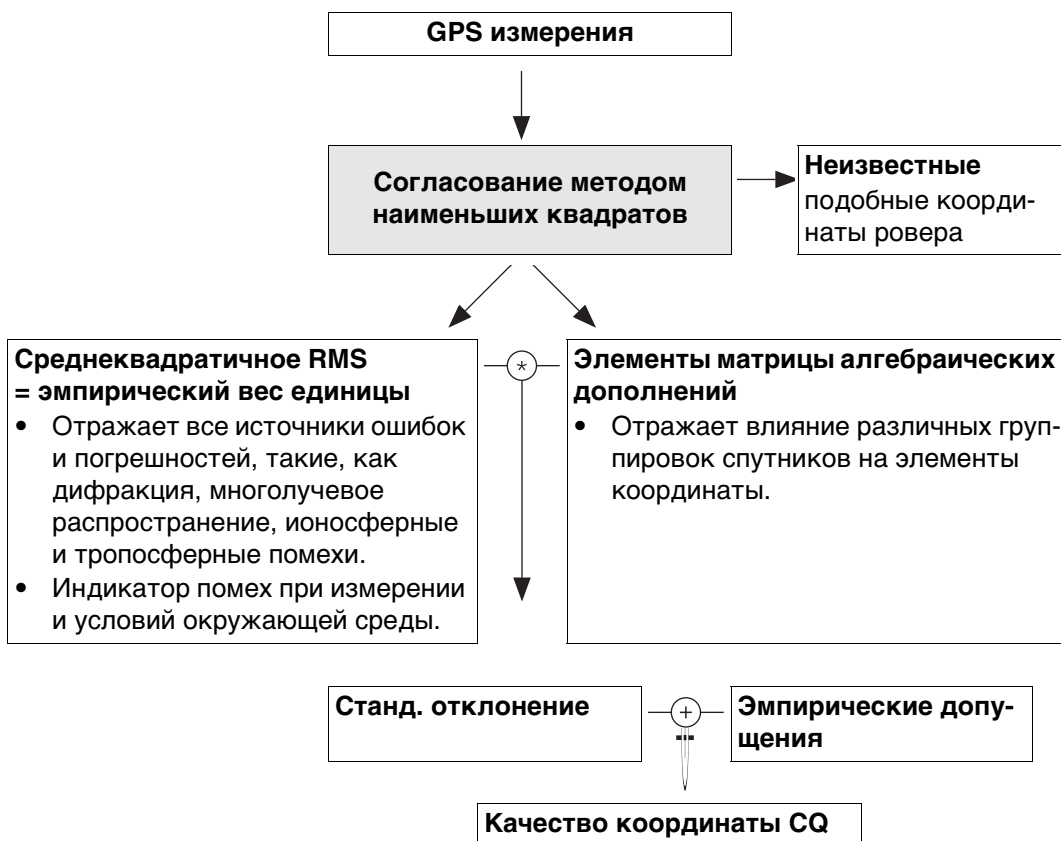 GPS измерения
Согласование методом
наименьших квадратов
Неизвестные
подобные коорди-
наты ровера
Среднеквадратичное RMS
= эмпирический вес единицы
• Отражает все источники ошибок
и погрешностей, такие, как
дифракция, многолучевое
распространение, ионосферные
и тропосферные помехи.
• Индикатор помех при измерении
и условий окружающей среды.
*
Элементы матрицы алгебраических
дополнений
• Отражает влияние различных груп-
пировок спутников на элементы
координаты.
Станд. отклонение
+
Эмпирические допу-
щения
Качество координаты CQ